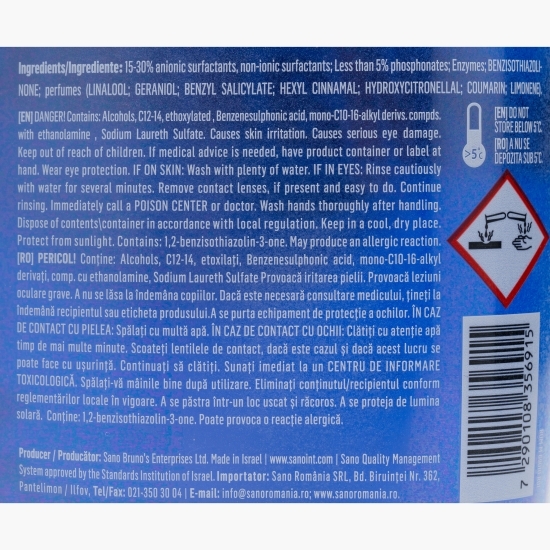 Ingredients/Ingrediente: 15-30% anionic surfactants, non-ionic surfactants; Less than 5% phosphonates; Enzymes; BENZISOTHIAZOLI-
NONE; perfumes (LINALOOL; GERANIOL; BENZYL SALICYLATE; HEXYL CINNAMAL; HYDROXYCITRONELLAL; COUMARIN; LIMONENE).
[EN] DANGER! Contains: Alcohols, C12-14, ethoxylated , Benzenesulphonic acid, mono-C10-16-alkyl derivs. compds.
with ethanolamine , Sodium Laureth Sulfate. Causes skin irritation. Causes serious eye damage.
Keep out of reach of children. If medical advice is needed, have product container or label at
hand. Wear eye protection. IF ON SKIN: Wash with plenty of water. IF IN EYES: Rinse cautiously
with water for several minutes. Remove contact lenses, if present and easy to do. Continue
rinsing. Immediately call a POISON CENTER or doctor. Wash hands thoroughly after handling.
Dispose of contents\container in accordance with local regulation. Keep in a cool, dry place.
Protect from sunlight. Contains: 1,2-benzisothiazolin-3-one. May produce an allergic reaction.
[RO] PERICOL! Conține: Alcohols, C12-14, etoxilați, Benzenesulphonic acid, mono-C10-16-alkyl
derivați, comp. cu ethanolamine, Sodium Laureth Sulfate Provoacă iritarea pielii. Provoacă leziuni
oculare grave. A nu se lăsa la îndemâna copiilor. Dacă este necesară consultare medicului, țineți la
îndemână recipientul sau eticheta produsului.A se purta echipament de protecție a ochilor. ÎN CAZ
DE CONTACT CU PIELEA: Spălați cu multă apă. ÎN CAZ DE CONTACT CU OCHII: Clătiți cu atenție apă
timp de mai multe minute. Scoateți lentilele de contact, dacă este cazul și dacă acest lucru se
poate face cu ușurință. Continuați să clătiți. Sunați imediat la un CENTRU DE INFORMARE
TOXICOLOGICĂ. Spălați-vă mâinile bine după utilizare. Eliminați conținutul/recipientul conform
reglementărilor locale în vigoare. A se păstra într-un loc uscat și răcoros. A se proteja de lumina
solară. Conține: 1,2-benzisothiazolin-3-one. Poate provoca o reacție alergică.
Producer / Producător: Sano Bruno's Enterprises Ltd. Made in Israel | www.sanoint.com | Sano Quality Management
System approved by the Standards Institution of Israel. Importator: Sano România SRL, Bd. Biruinței Nr. 362,
Pantelimon / Ilfov, Tel/Fax: 021-350 30 04 | E-mail: info@sanoromania.ro, www.sanoromania.ro.
>5°C
[EN] DO NOT
STORE BELOW 5°C
[RO] A NU SE
DEPOZITA SUB 5°C
7 290108 356915